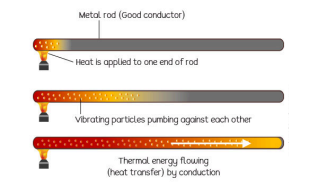 Metal rod (Good conductor)
Heat is applied to one end of rod
Vibrating particles pumbing against each other
Thermal energy flowing
(heat transfer) by conduction